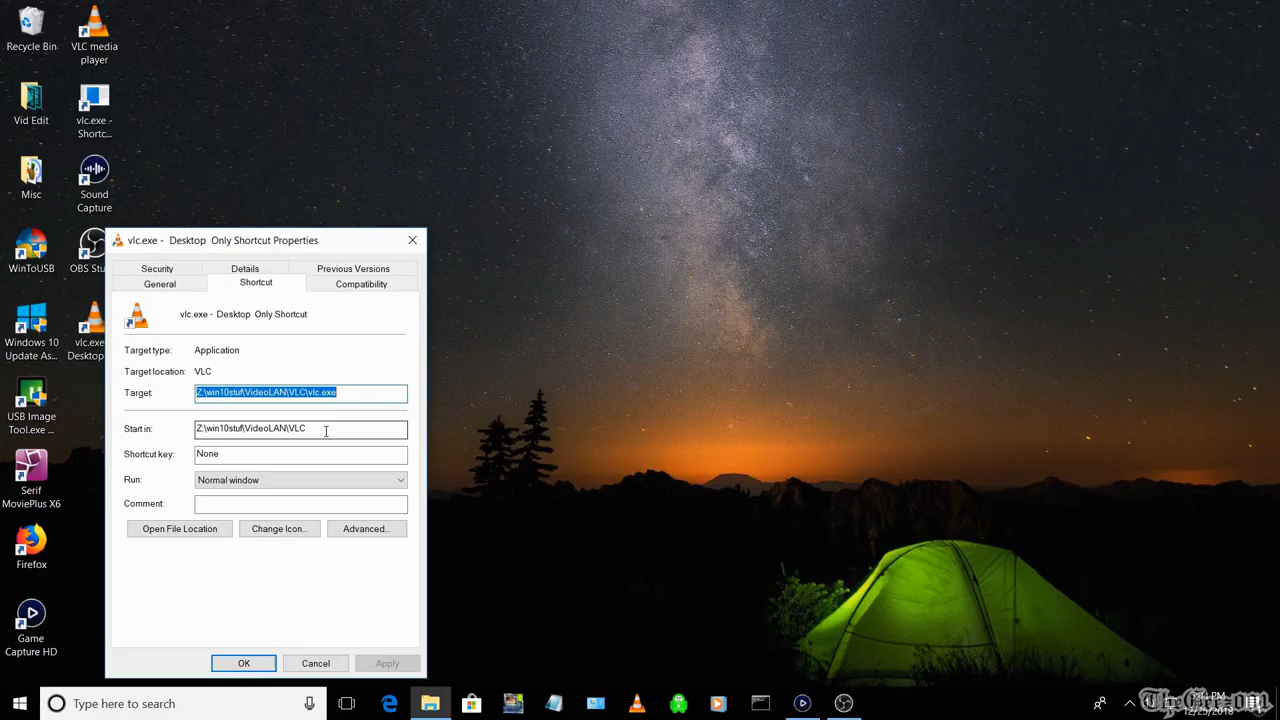 Recycle Bin
VLC media
player
Vid Edit
vlc.exe -
Shortc...
Misc
Sound
Capture
WinToUSB
OBS Stu
Windows 10
Update As...
vlc.e
Desktop
USB Image
Tool.exe ...
Serif
MoviePlus X6
Firefox
Game
Capture HD
vlc.exe -  Desktop  Only Shortcut Properties
Security
Details
Previous Versions
General
Shortcut
Compatibility
vlc.exe -  Desktop  Only Shortcut
Target type:
Application
Target location:
VLC
Target:
Z:\win10stuf\VideoLAN\VLC\vlc.exe
Start in:
Z:\win10stuf\VideoLAN\VLC
Shortcut key:
None
Run:
Normal window
Comment:
Open File Location
Change Icon...
Advanced...
OK
Cancel
Apply
Type here to search
12/25/2018